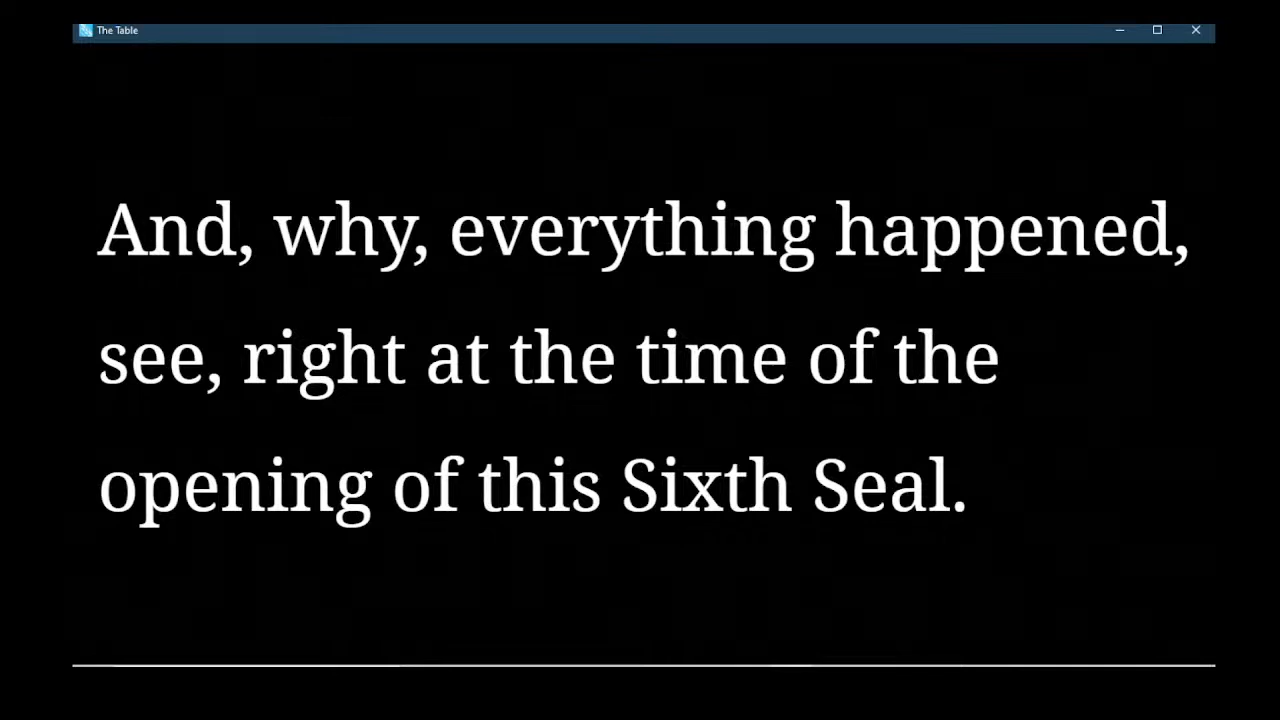 The Table
And, why, everything happened,
see, right at the time of the
opening of this Sixth Seal.